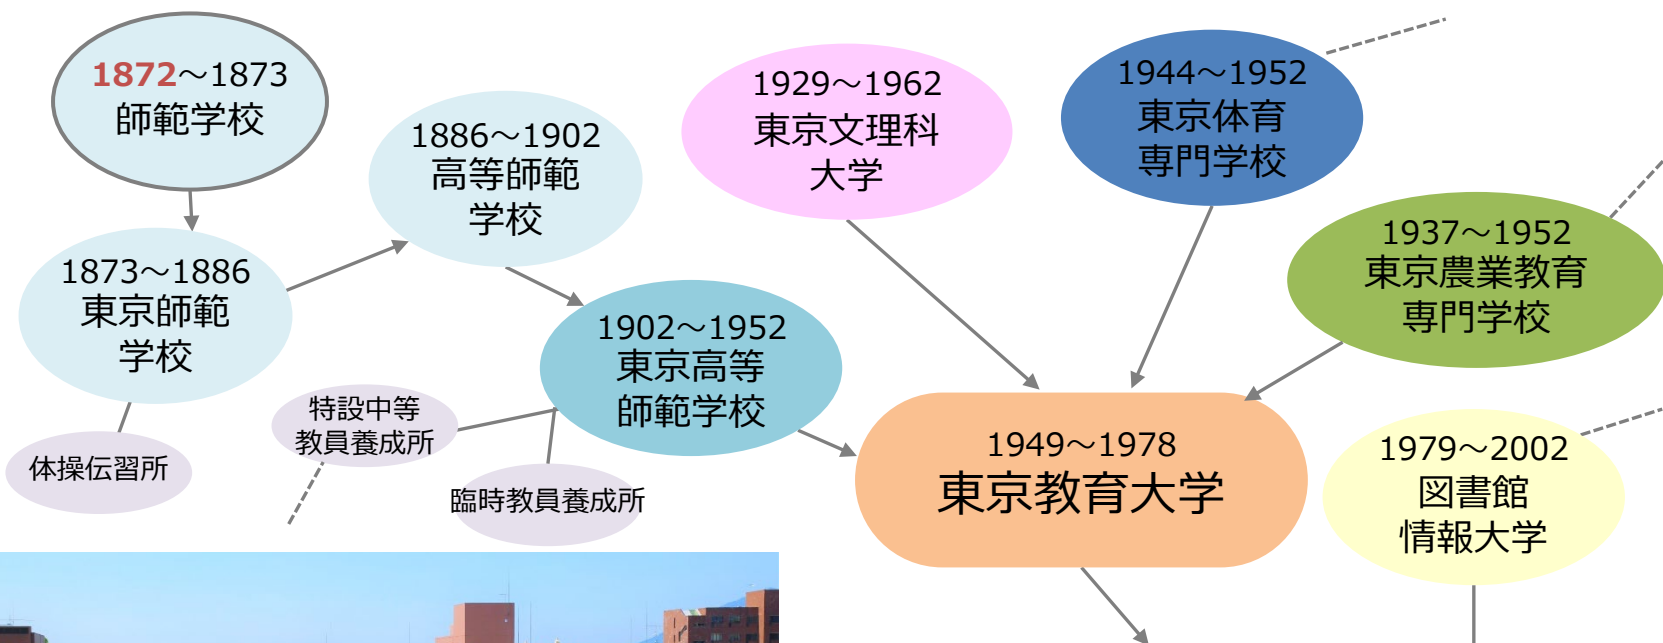 1872～1873
師範学校
1873～1886
東京師範
学校
体操伝習所
1886～1902
高等師範
学校
特設中等
教員養成所
臨時教員養成所
1902～1952
東京高等
師範学校
1929～1962
東京文理科
大学
1944～1952
東京体育
専門学校
1937～1952
東京農業教育
専門学校
1949～1978
東京教育大学
1979～2002
図書館
情報大学